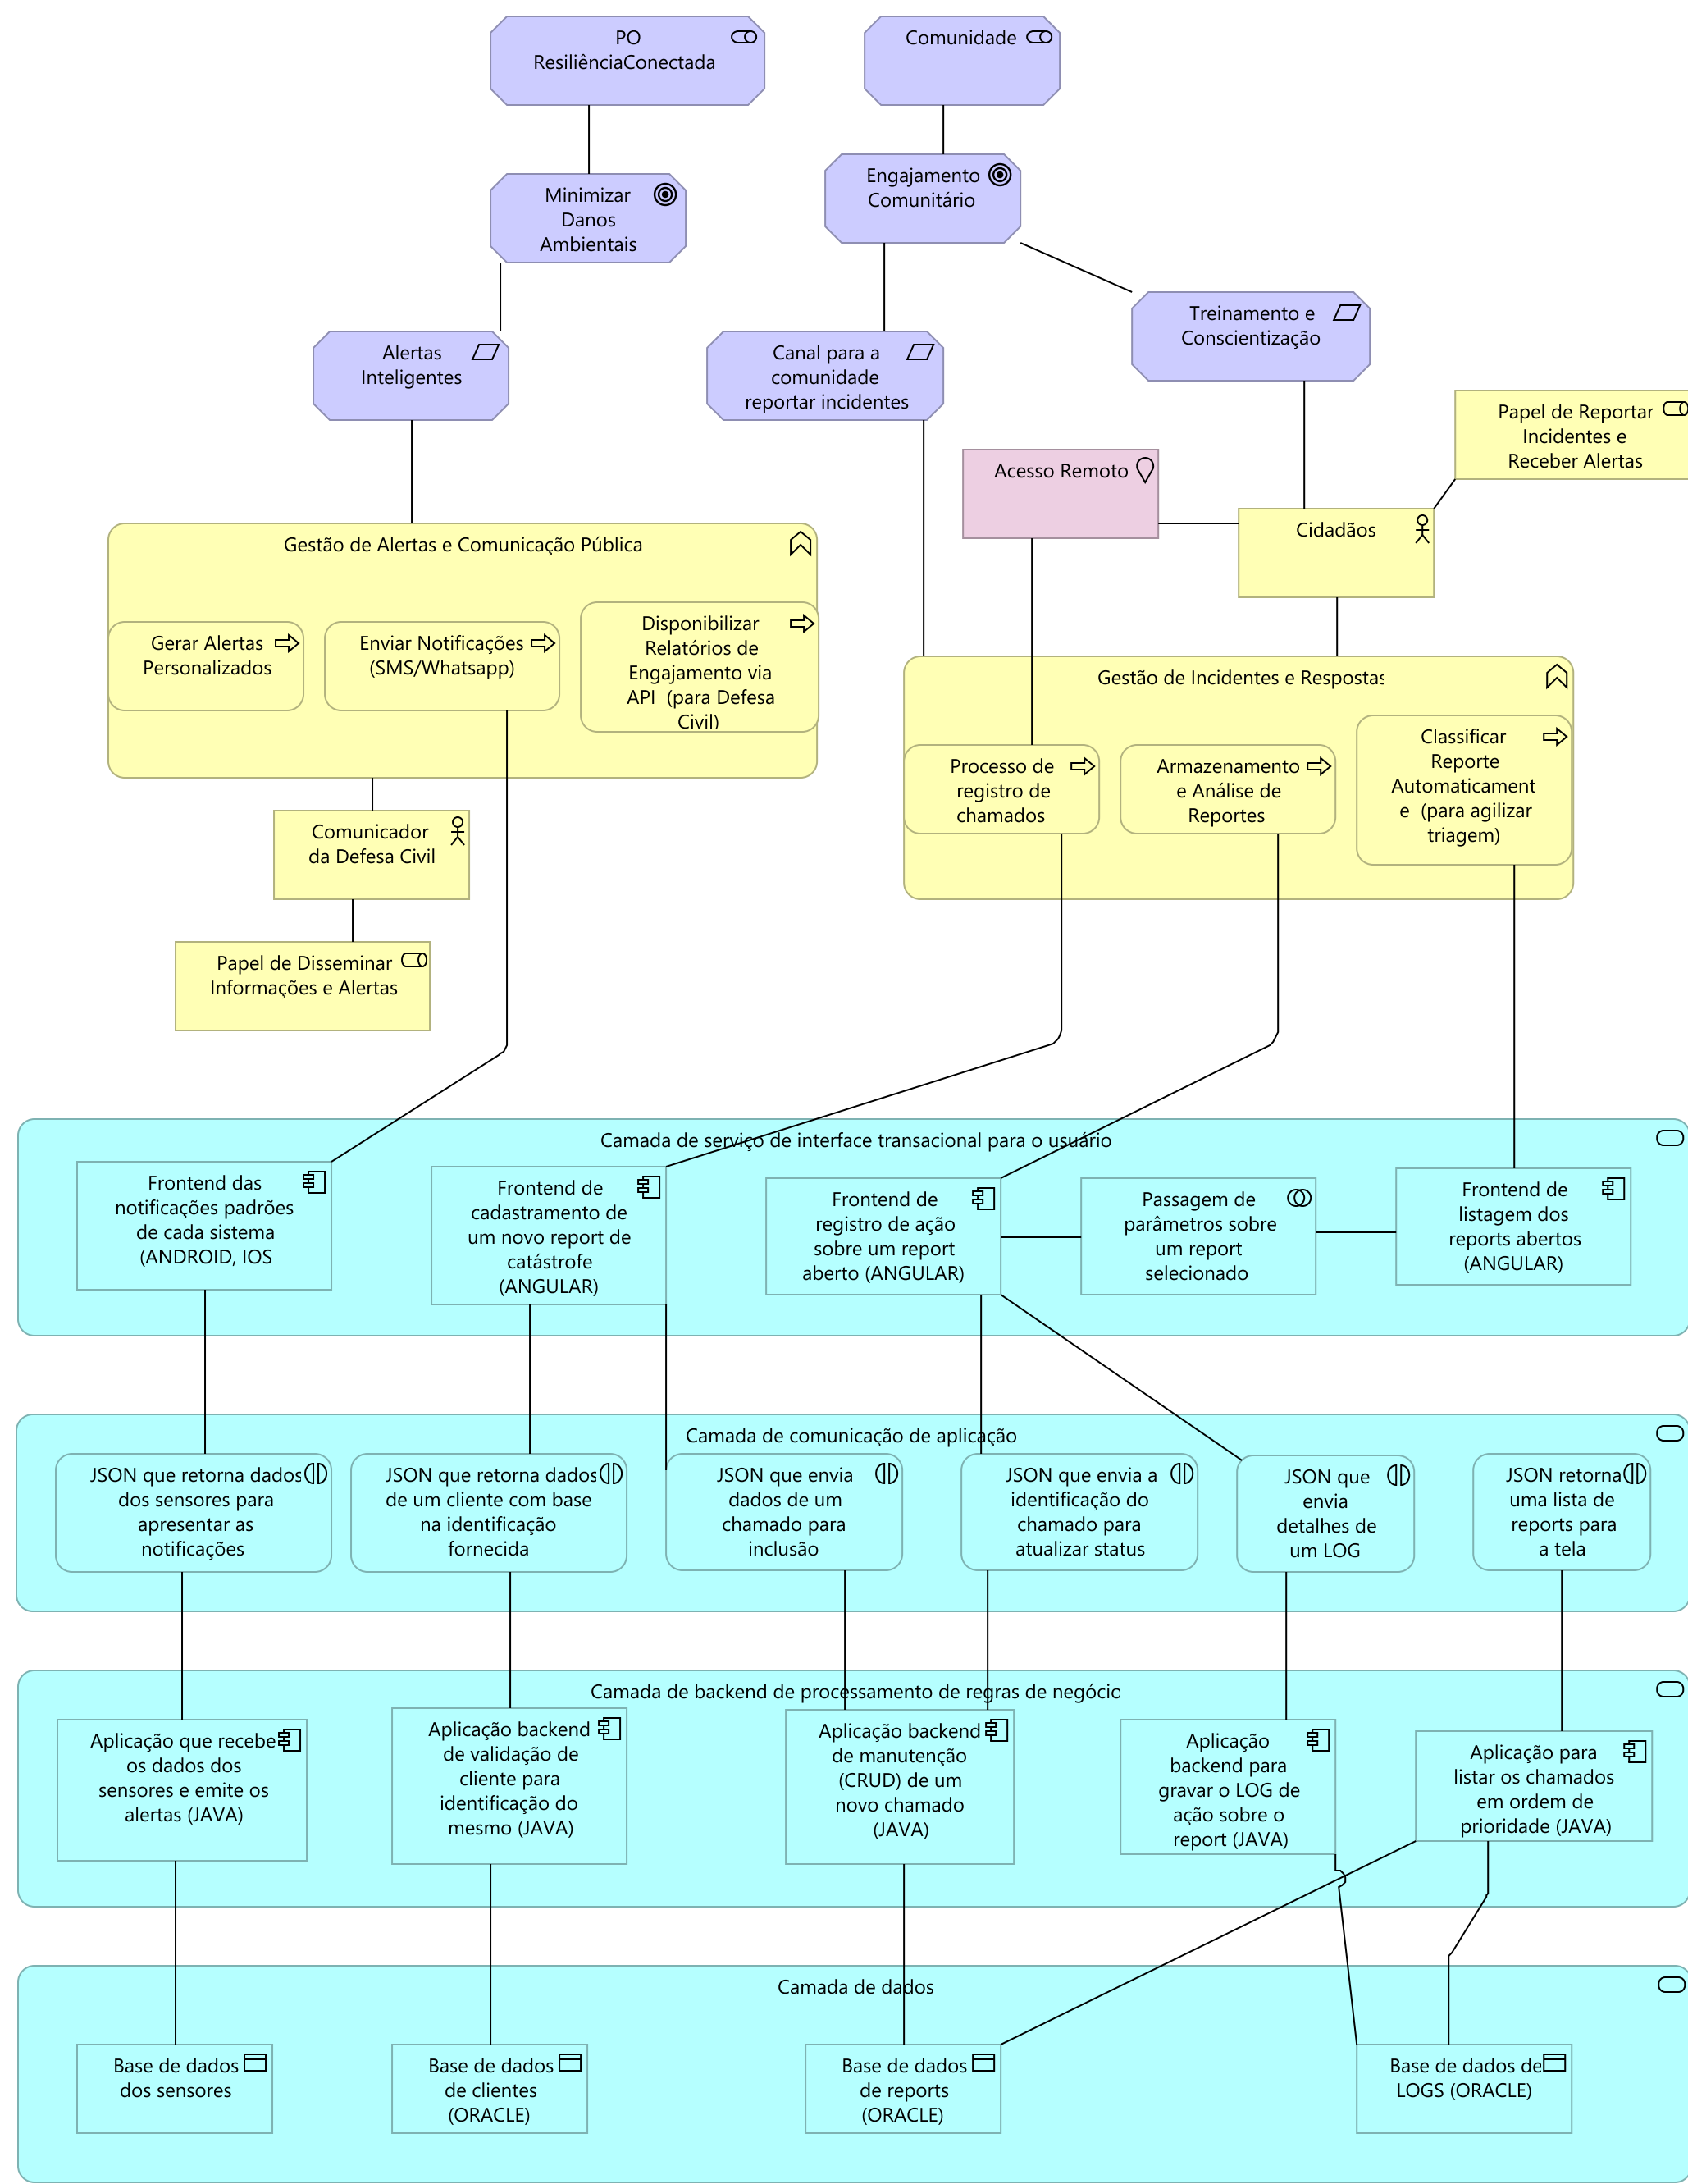 PO
ResiliênciaConectada
Comunidade
Engajamento
Comunitário
Minimizar
Danos
Ambientais
Treinamento e
Conscientização
Alertas
Inteligentes
Canal para a
comunidade
reportar incidentes
Papel de Reportar
Incidentes e
Receber Alertas
Acesso Remoto
Cidadãos
Gestão de Alertas e Comunicação Pública
Gerar Alertas
Personalizados
Enviar Notificações
(SMS/Whatsapp)
Disponibilizar
Relatórios de
Engajamento via
API  (para Defesa
Civil)
Gestão de Incidentes e Respostas
Processo de
registro de
chamados
Armazenamento
e Análise de
Reportes
Classificar
Reporte
Automaticament
e  (para agilizar
triagem)
Comunicador
da Defesa Civil
Papel de Disseminar
Informações e Alertas
Camada de serviço de interface transacional para o usuário
Frontend das
notificações padrões
de cada sistema
(ANDROID, IOS
Frontend de
cadastramento de
um novo report de
catástrofe
(ANGULAR)
Frontend de
registro de ação
sobre um report
aberto (ANGULAR)
Passagem de
parâmetros sobre
um report
selecionado
Frontend de
listagem dos
reports abertos
(ANGULAR)
Camada de comunicação de aplicação
JSON que retorna dados
dos sensores para
apresentar as
notificações
JSON que retorna dados
de um cliente com base
na identificação
fornecida
JSON que envia
dados de um
chamado para
inclusão
JSON que envia a
identificação do
chamado para
atualizar status
JSON que
envia
detalhes de
um LOG
JSON retorna
uma lista de
reports para
a tela
Camada de backend de processamento de regras de negócio
Aplicação que recebe
os dados dos
sensores e emite os
alertas (JAVA)
Aplicação backend
de validação de
cliente para
identificação do
mesmo (JAVA)
Aplicação backend
de manutenção
(CRUD) de um
novo chamado
(JAVA)
Aplicação
backend para
gravar o LOG de
ação sobre o
report (JAVA)
Aplicação para
listar os chamados
em ordem de
prioridade (JAVA)
Camada de dados
Base de dados
dos sensores
Base de dados
de clientes
(ORACLE)
Base de dados
de reports
(ORACLE)
Base de dados de
LOGS (ORACLE)